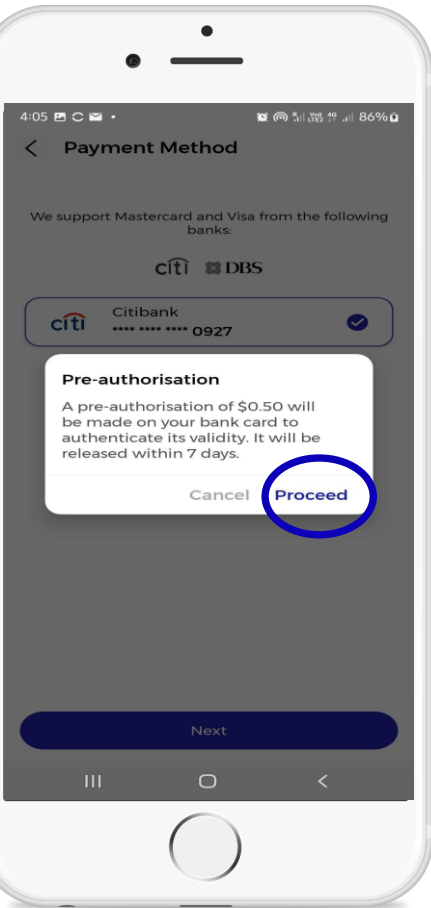 4:05 86%
Payment Method
We support Mastercard and Visa from the following
banks:
citi DBS
citi Citibank
**** **** **** 0927
Pre-authorisation
A pre-authorisation of $0.50 will
be made on your bank card to
authenticate its validity. It will be
released within 7 days.
Cancel Proceed
Next